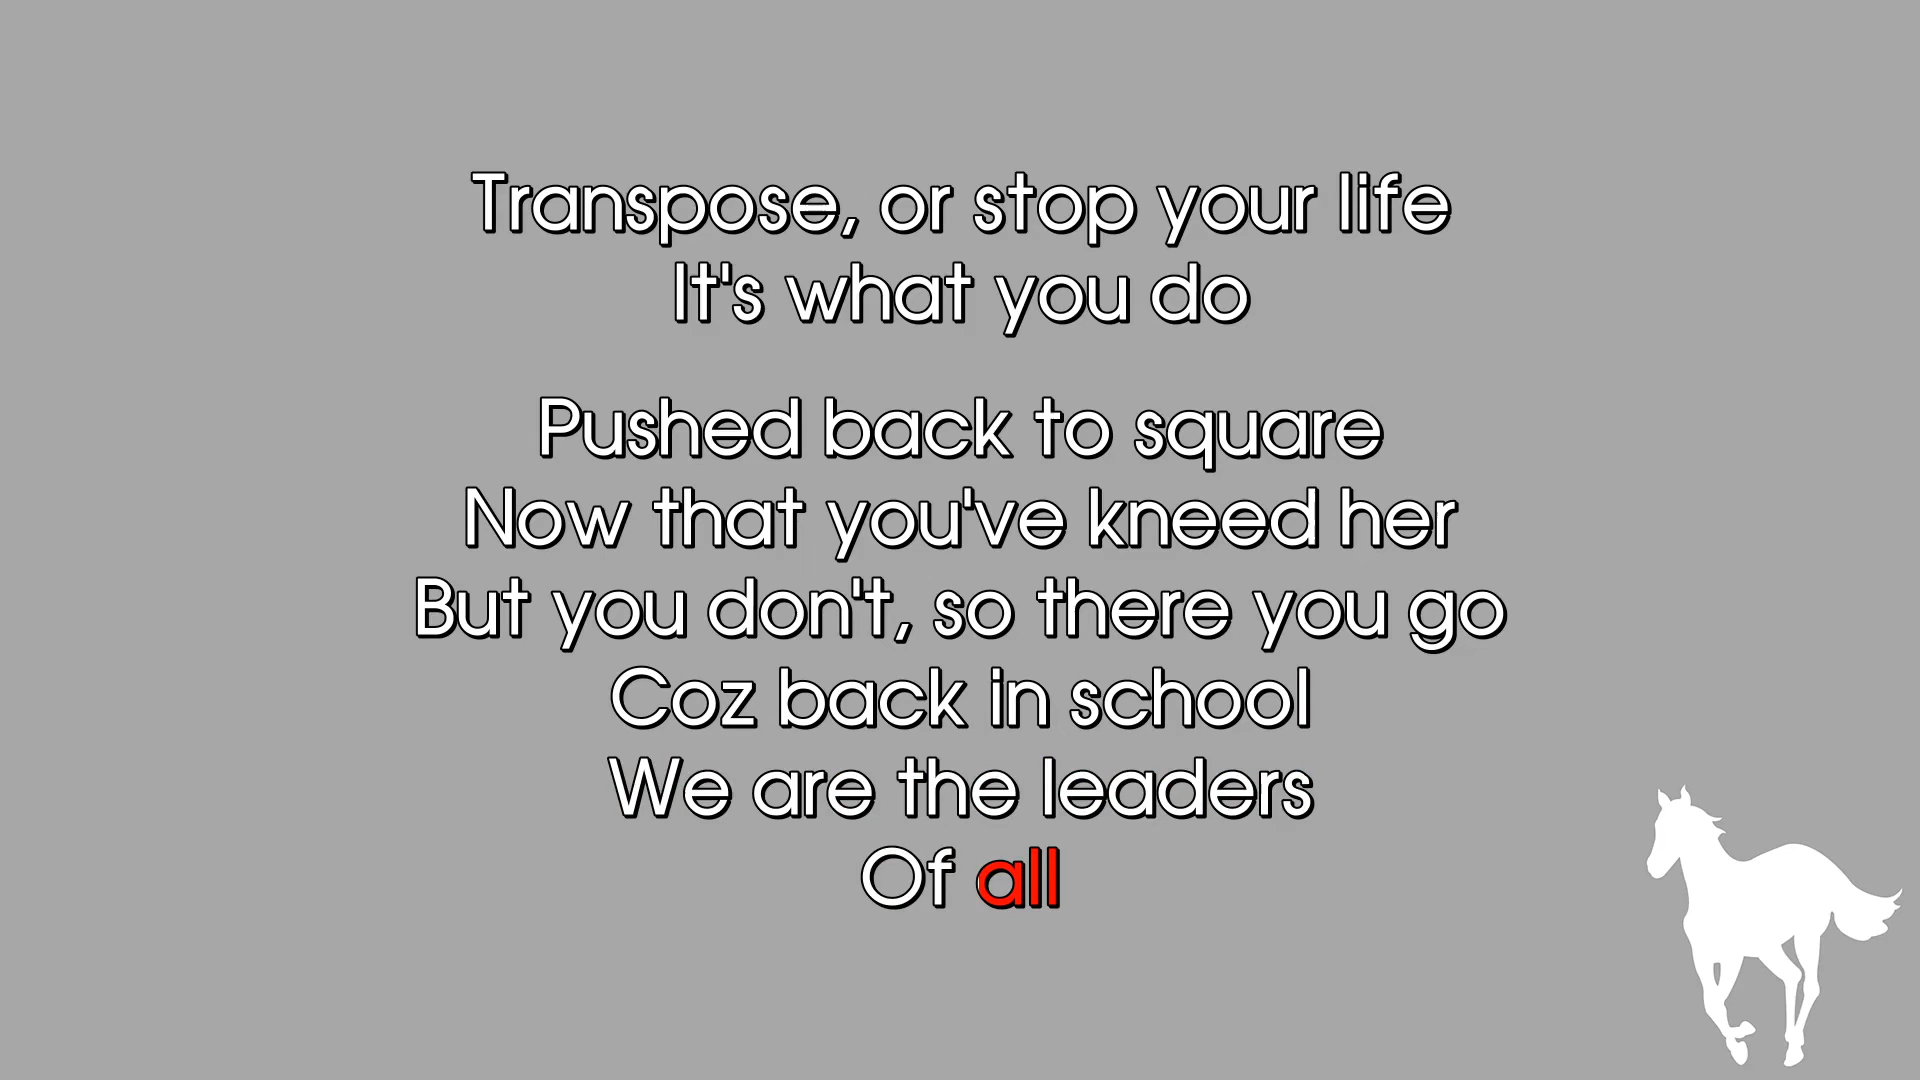 Transpose, or stop your life
It's what you do
Pushed back to square
Now that you've kneed her
But you don't, so there you go
Coz back in school
We are the leaders
Of all